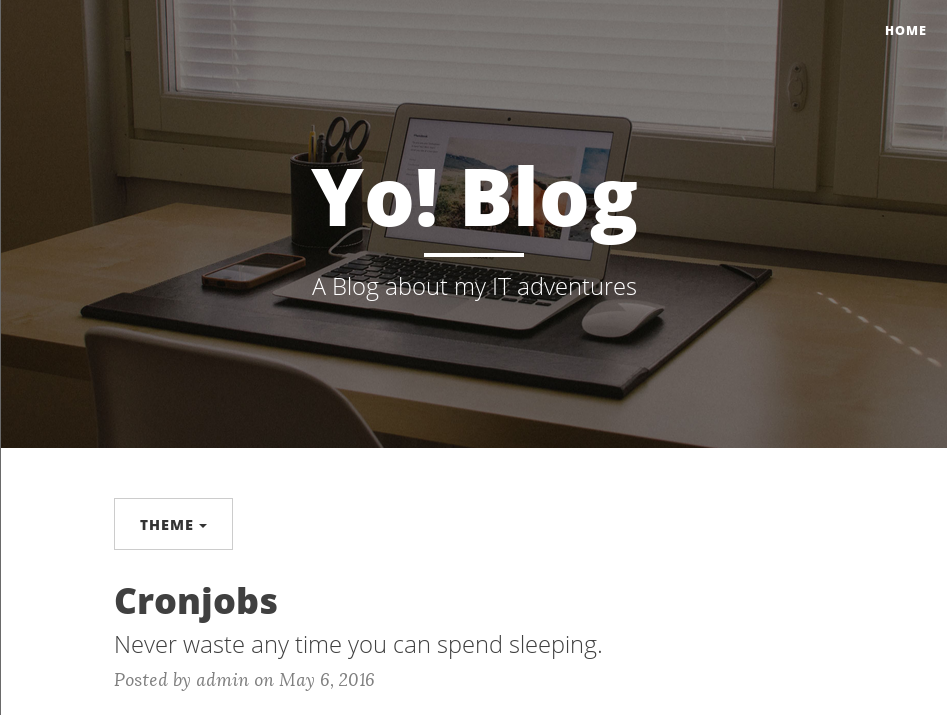 HOME
Yo! Blog
A Blog about my IT adventures
THEME
Cronjobs
Never waste any time you can spend sleeping.
Posted by admin on May 6, 2016